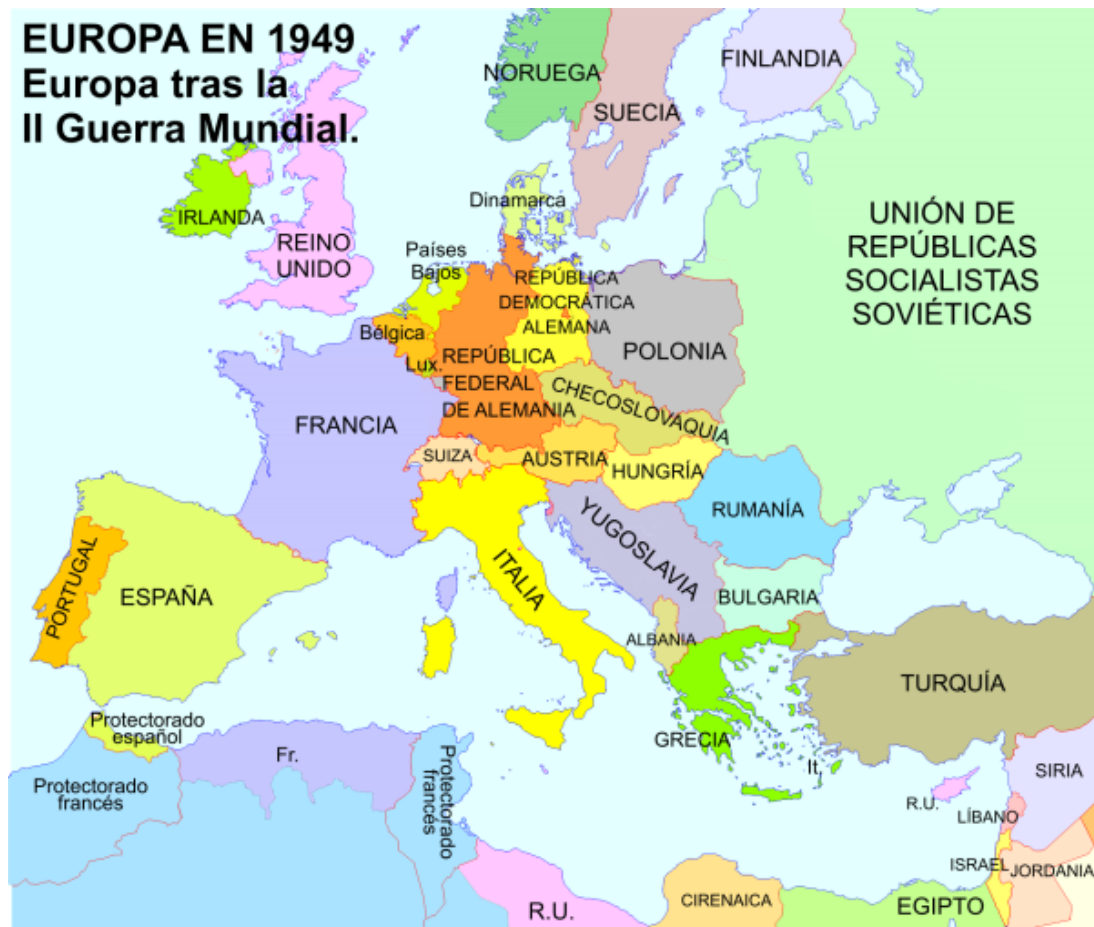 EUROPA EN 1949
Europa tras la
II Guerra Mundial.
NORUEGA
SUECIA
FINLANDIA
IRLANDA
REINO
UNIDO
Dinamarca
Países
Bajos
Bélgica
Lux.
REPÚBLICA
DEMOCRÁTICA
ALEMANA
REPÚBLICA
FEDERAL
DE ALEMANIA
POLONIA
UNIÓN DE
REPÚBLICAS
SOCIALISTAS
SOVIÉTICAS
FRANCIA
CHECOSLOVAQUIA
SUIZA
AUSTRIA
HUNGRÍA
RUMANÍA
PORTUGAL
ESPAÑA
ITALIA
YUGOSLAVIA
BULGARIA
ALBANIA
GRECIA
TURQUÍA
It.
Protectorado
español
Protectorado
francés
Fr.
Protectorado
francés
R.U.
CIRENAICA
EGIPTO
R.U.
SIRIA
LÍBANO
ISRAEL
JORDANIA